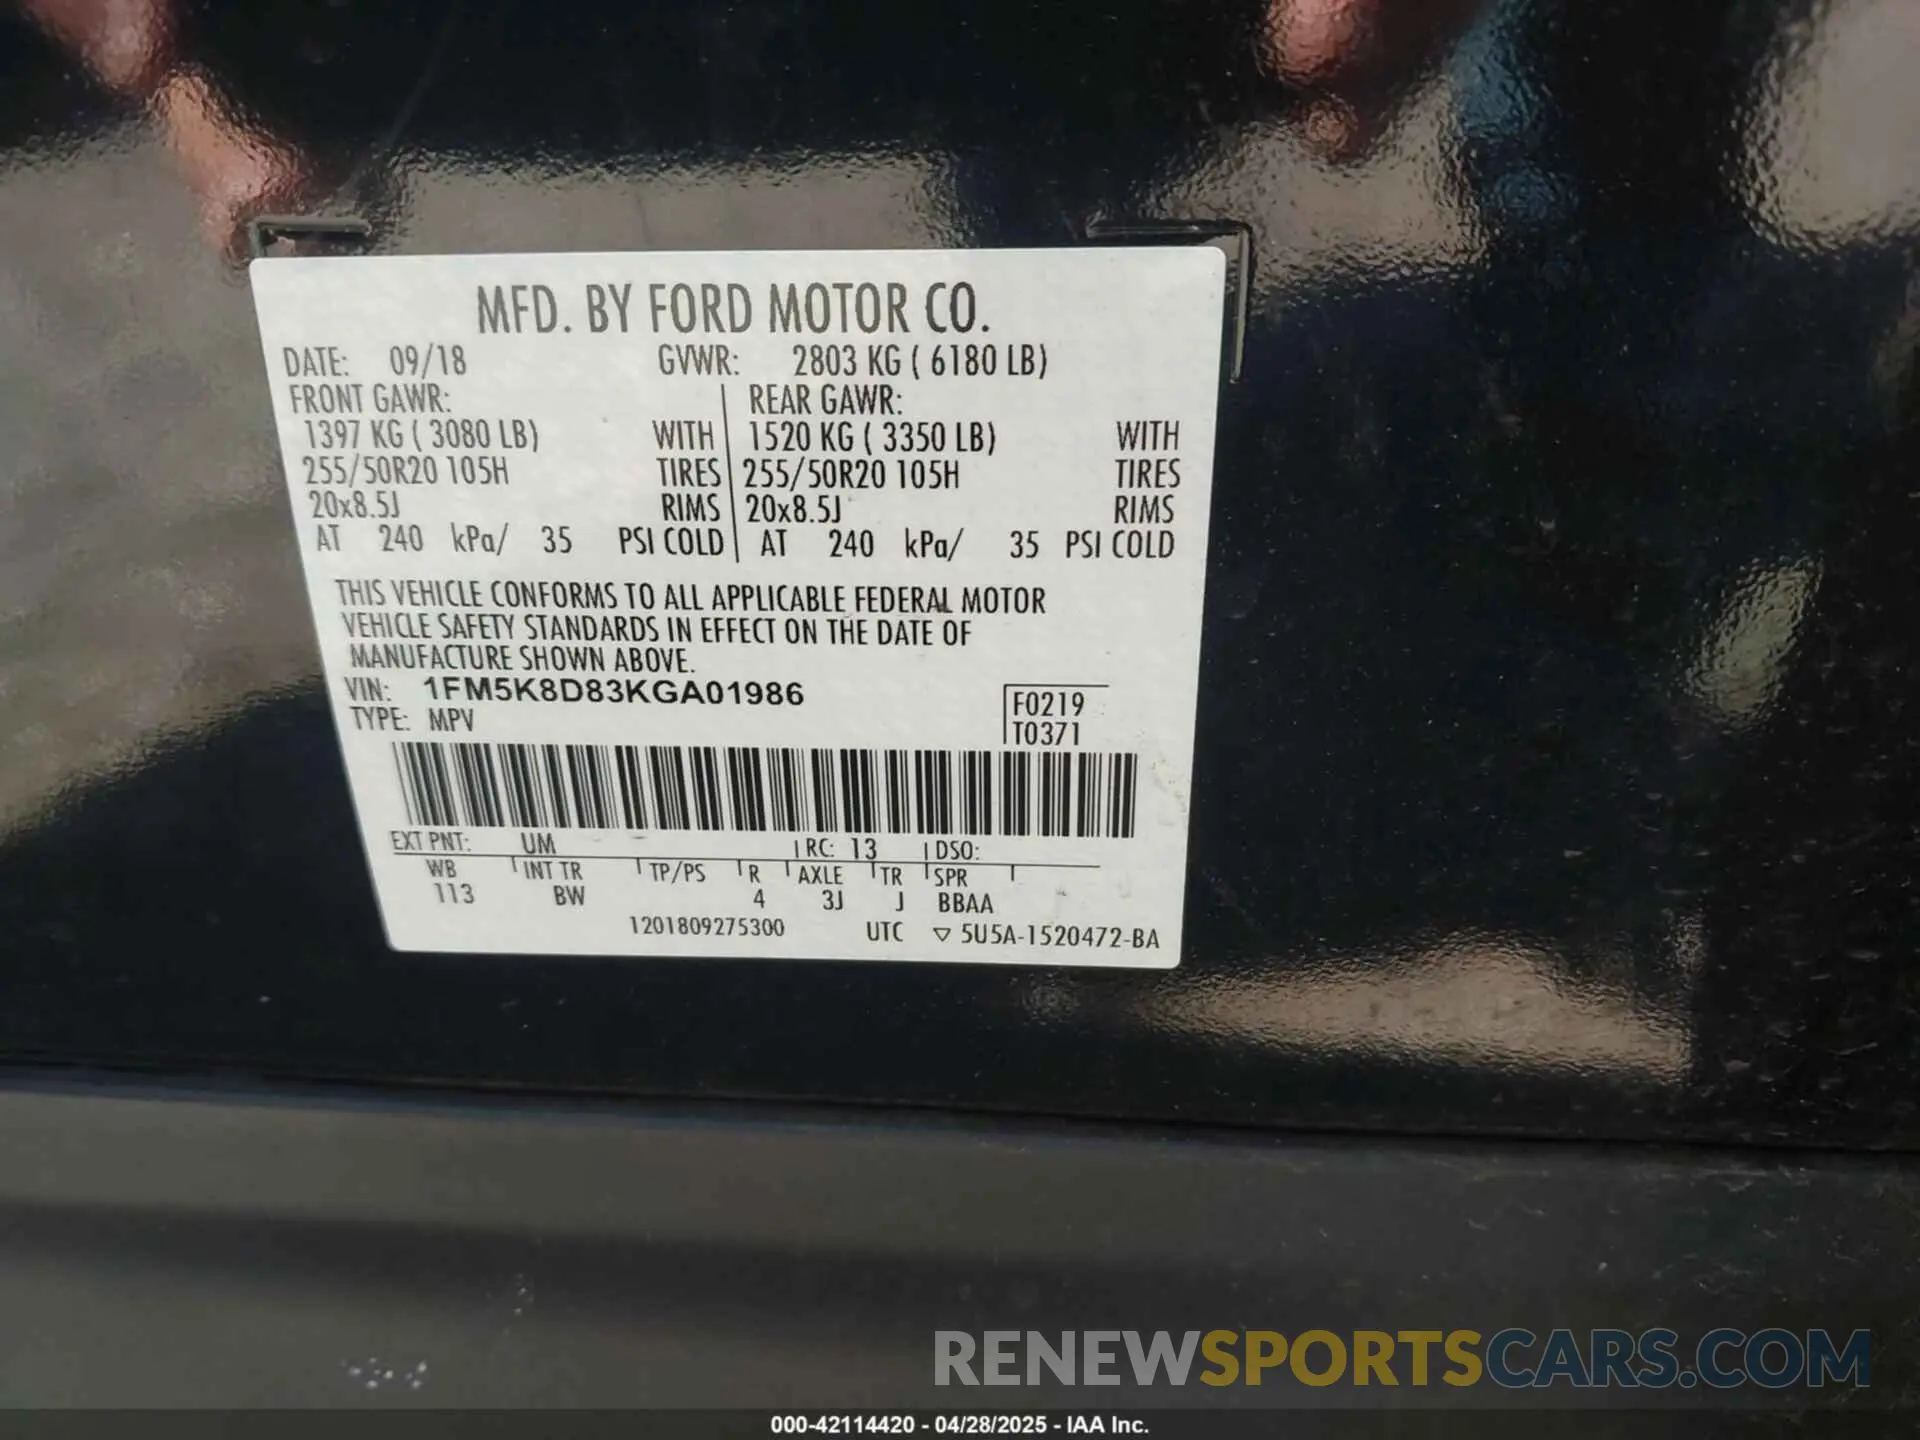 MFD. BY FORD MOTOR CO.
DATE: 09/18 GVWR: 2803 KG ( 6180 LB)
FRONT GAWR: REAR GAWR:
1397 KG ( 3080 LB) WITH 1520 KG ( 3350 LB) WITH
255/50R20 105H TIRES 255/50R20 105H TIRES
20x8.5J RIMS 20x8.5J RIMS
AT 240 kPa/ 35 PSI COLD AT 240 kPa/ 35 PSI COLD
THIS VEHICLE CONFORMS TO ALL APPLICABLE FEDERAL MOTOR
VEHICLE SAFETY STANDARDS IN EFFECT ON THE DATE OF
MANUFACTURE SHOWN ABOVE.
VIN: 1FM5K8D83KGA01986 F0219
TYPE: MPV T0371
EXT PNT: UM RC: 13 DSO:
WB INT TR TP/PS R AXLE TR SPR
113 BW 4 3J J BBAA
1201809275300 UTC ▽ 5U5A-1520472-BA
RENEWSPORTSCARS.COM
000-42114420 - 04/28/2025 - IAA Inc.